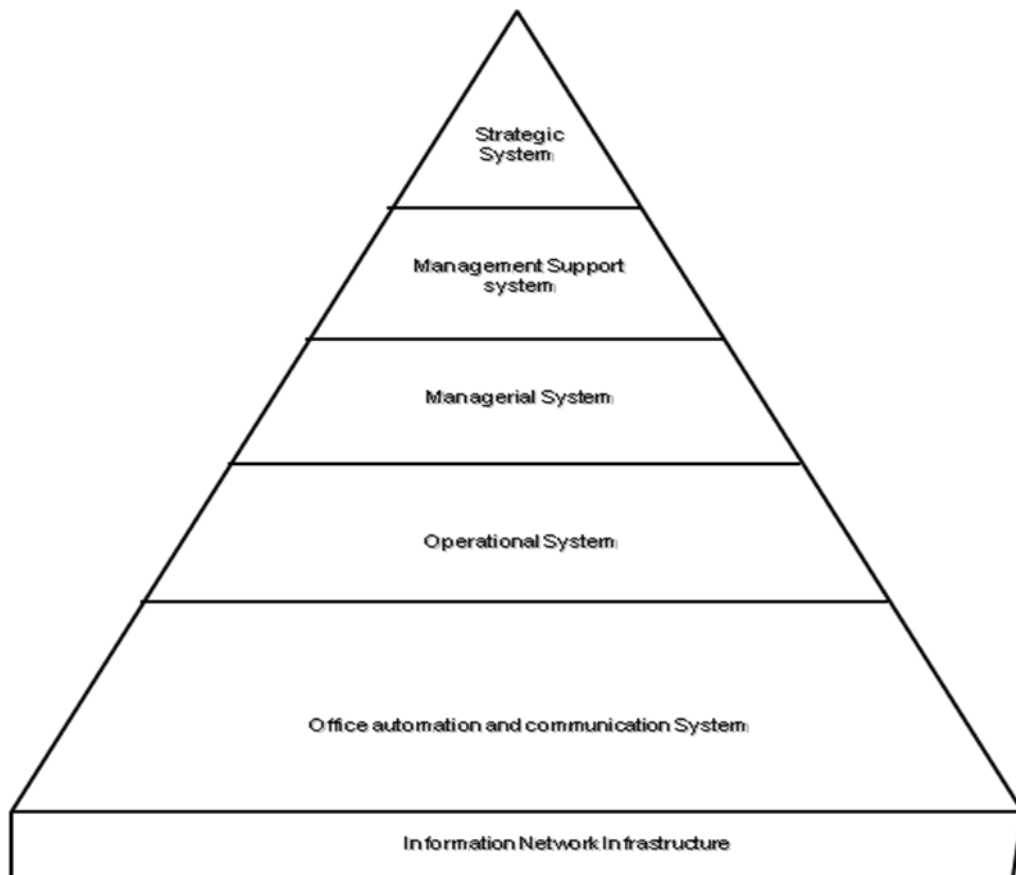 Strategic
System
Management Support
system
Managerial System
Operational System
Office automation and communication System
Information Network Infrastructure